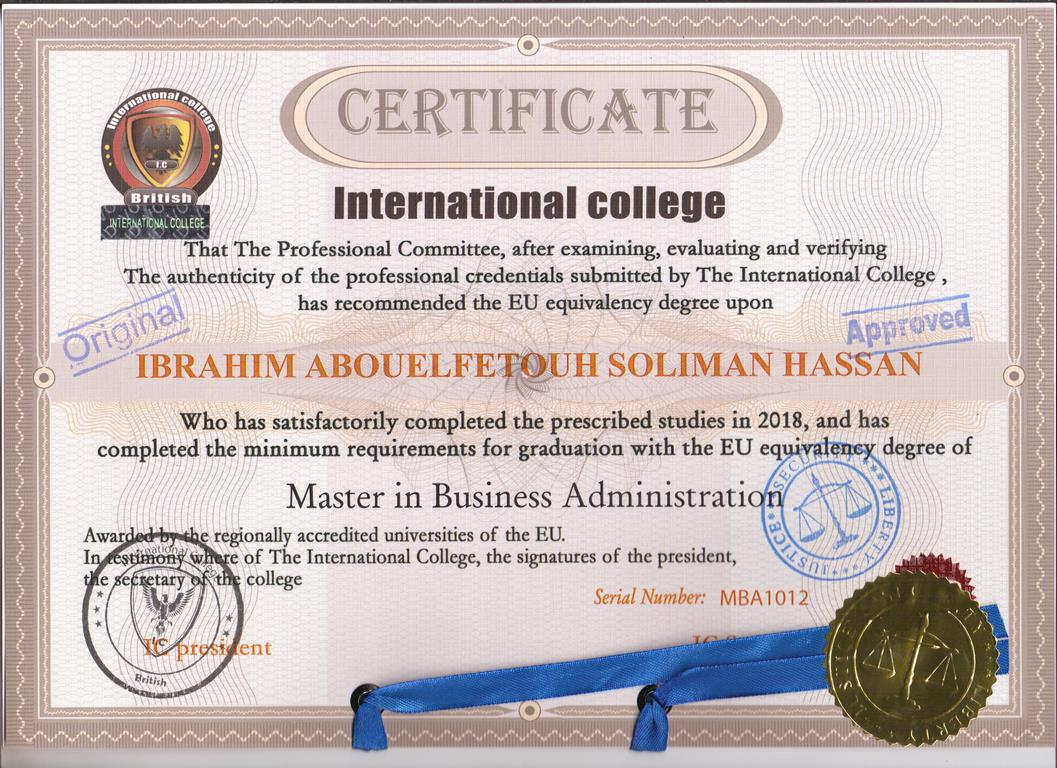 CERTIFICATE
International college
I.C
British
INTERNATIONAL COLLEGE
International college
That The Professional Committee, after examining, evaluating and verifying
The authenticity of the professional credentials submitted by The International College ,
has recommended the EU equivalency degree upon
Original
Approved
IBRAHIM ABOUELFETOUH SOLIMAN HASSAN
Who has satisfactorily completed the prescribed studies in 2018, and has
completed the minimum requirements for graduation with the EU equivalency degree of
Master in Business Administration
SECURITY LIBERTY JUSTICE
Awarded by the regionally accredited universities of the EU.
In testimony where of The International College, the signatures of the president,
the secretary of the college
Serial Number: MBA1012
International college
British
IC president
IC
LIBERTY